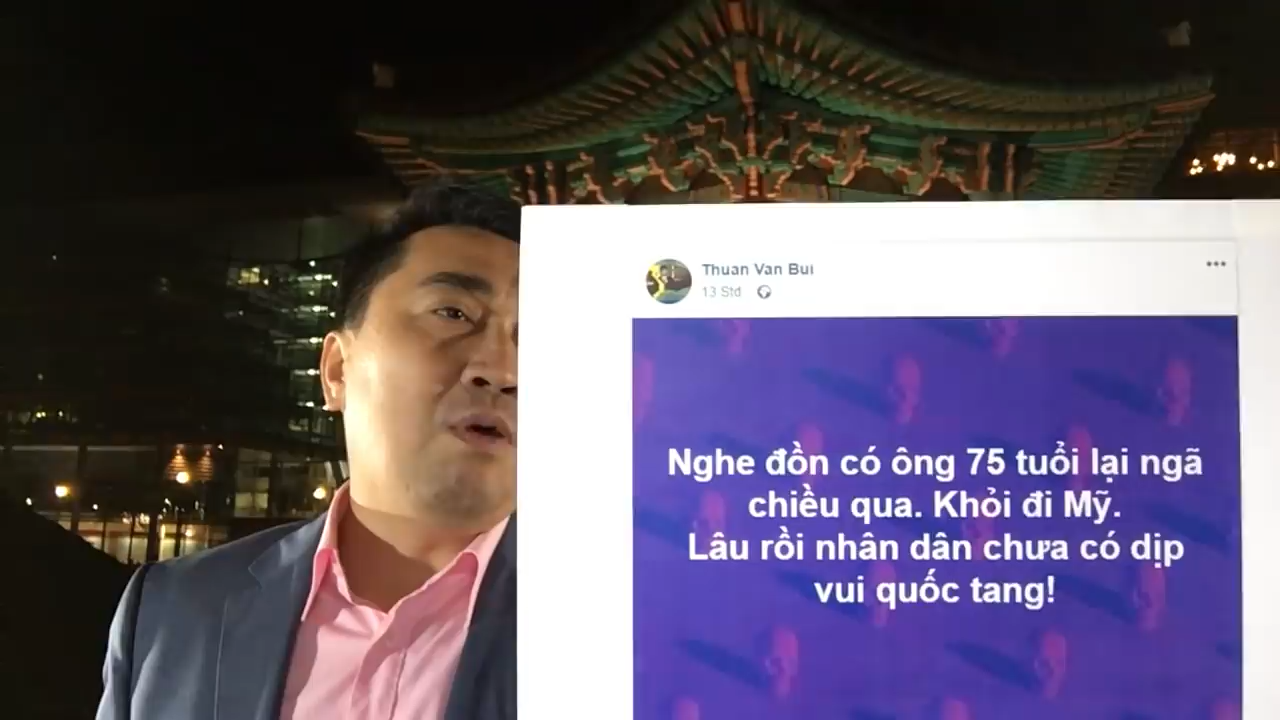 Thuan Van Bui
13 Std
Nghe đồn có ông 75 tuổi lại ngã
chiều qua. Khỏi đi Mỹ.
Lâu rồi nhân dân chưa có dịp
vui quốc tang!